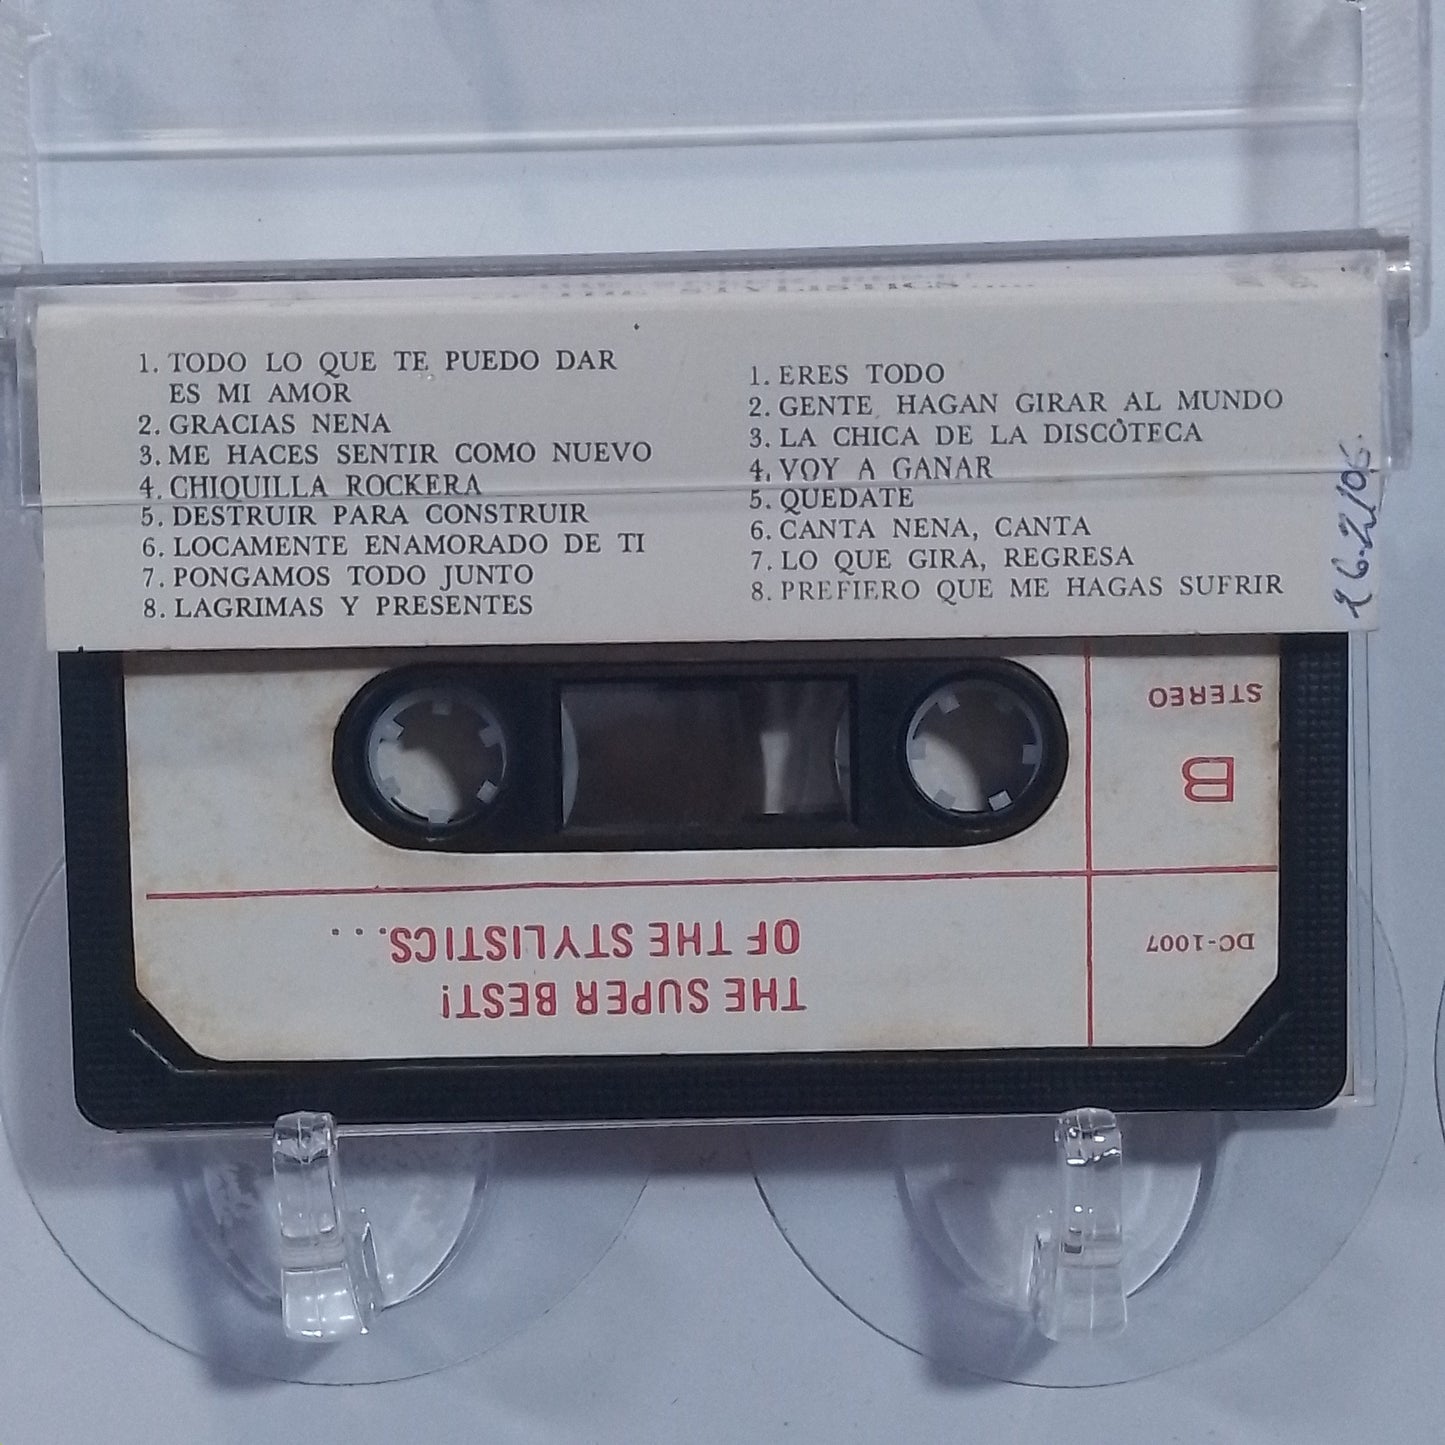 OF THE STYLISTICS....
1. TODO LO QUE TE PUEDO DAR
ES MI AMOR
2. GRACIAS NENA
3. ME HACES SENTIR COMO NUEVO
4. CHIQUILLA ROCKERA
5. DESTRUIR PARA CONSTRUIR
6. LOCAMENTE ENAMORADO DE TI
7. PONGAMOS TODO JUNTO
8. LAGRIMAS Y PRESENTES
1. ERES TODO
2. GENTE HAGAN GIRAR AL MUNDO
3. LA CHICA DE LA DISCÒTECA
4. VOY A GANAR
5. QUEDATE
6. CANTA NENA, CANTA
7. LO QUE GIRA, REGRESA
8. PREFIERO QUE ME HAGAS SUFRIR
THE SUPER BEST!
OF THE STYLISTICS...
DC-1007
B
STEREO